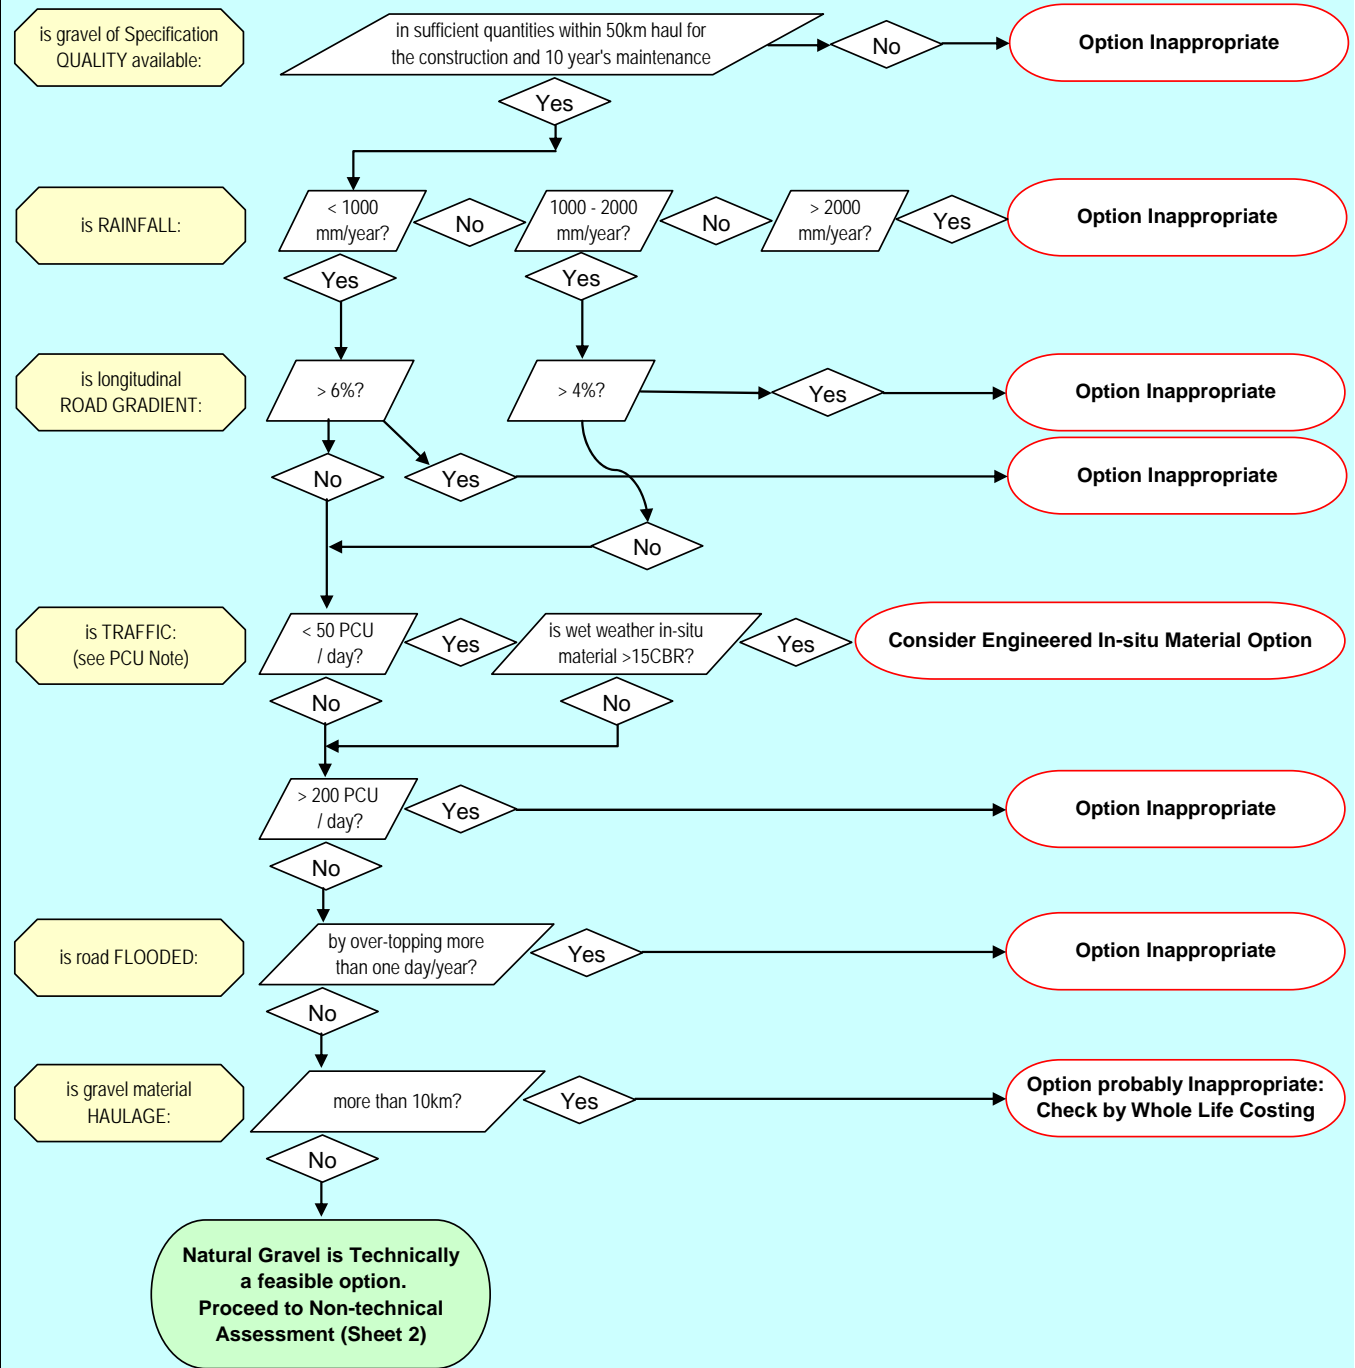 is gravel of Specification
QUALITY available:
in sufficient quantities within 50km haul for
the construction and 10 year's maintenance
No
Option Inappropriate
Yes
is RAINFALL:
< 1000
mm/year?
No
1000 - 2000
mm/year?
No
> 2000
mm/year?
Yes
Option Inappropriate
Yes
Yes
is longitudinal
ROAD GRADIENT:
> 6%?
> 4%?
Yes
Option Inappropriate
No
Yes
Option Inappropriate
No
is TRAFFIC:
(see PCU Note)
< 50 PCU
/ day?
Yes
is wet weather in-situ
material >15CBR?
Yes
Consider Engineered In-situ Material Option
No
No
> 200 PCU
/ day?
Yes
Option Inappropriate
No
is road FLOODED:
by over-topping more
than one day/year?
Yes
Option Inappropriate
No
is gravel material
HAULAGE:
more than 10km?
Yes
Option probably Inappropriate:
Check by Whole Life Costing
No
Natural Gravel is Technically
a feasible option.
Proceed to Non-technical
Assessment (Sheet 2)